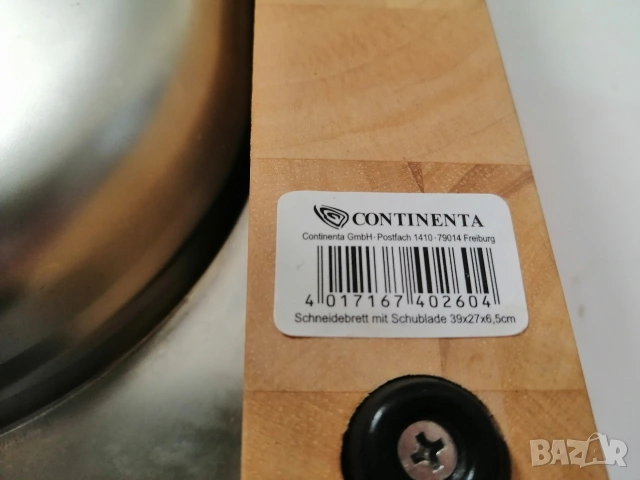 CONTINENTA
Continenta GmbH · Postfach 1410 · 79014 Freiburg
4 017167 402604
Schneidebrett mit Schublade 39x27x6,5cm
BAZAR